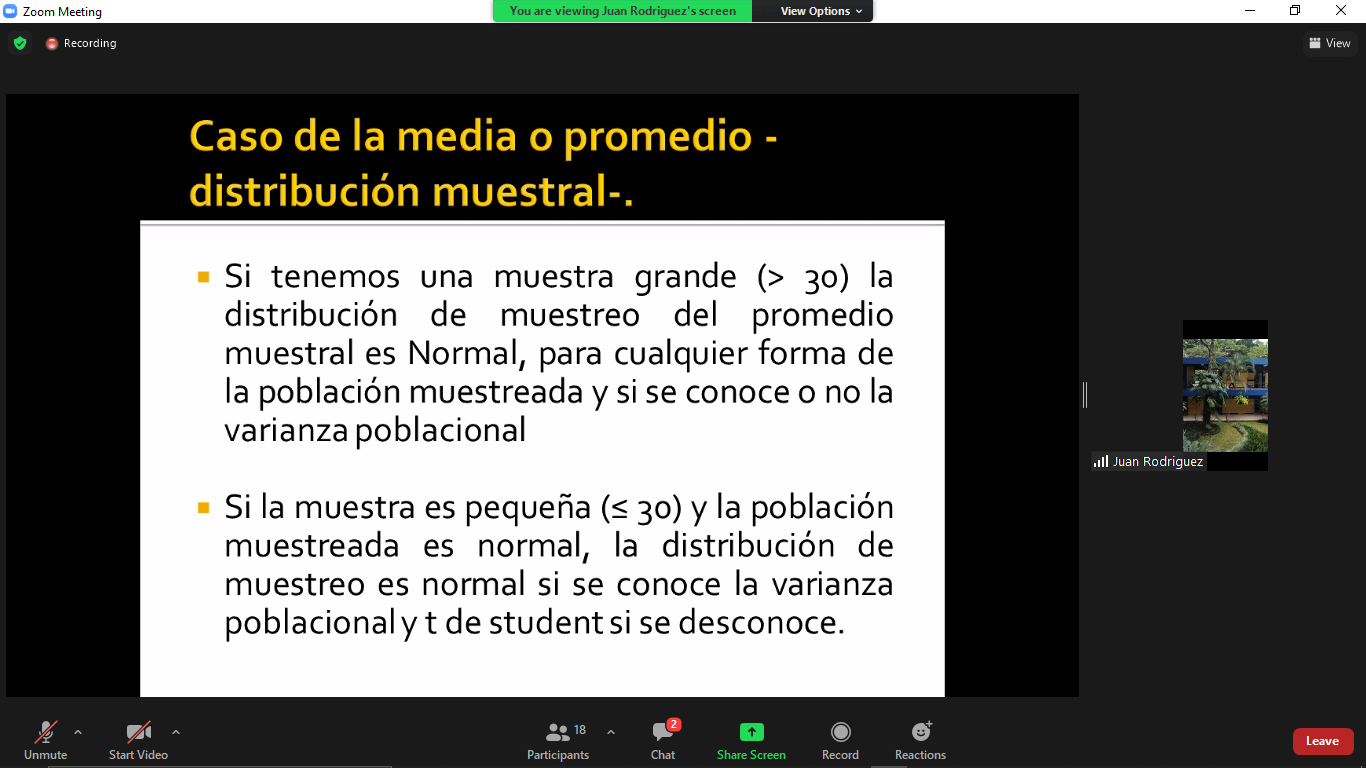 Zoom Meeting
You are viewing Juan Rodriguez's screen
View Options
Recording
View
Caso de la media o promedio -
distribución muestral-.
Si tenemos una muestra grande (> 30) la
distribución de muestreo del promedio
muestral es Normal, para cualquier forma de
la población muestreada y si se conoce o no la
varianza poblacional
Si la muestra es pequeña (≤ 30) y la población
muestreada es normal, la distribución de
muestreo es normal si se conoce la varianza
poblacional y t de student si se desconoce.
Juan Rodriguez
Unmute
Start Video
18
Participants
2
Chat
Share Screen
Record
Reactions
Leave